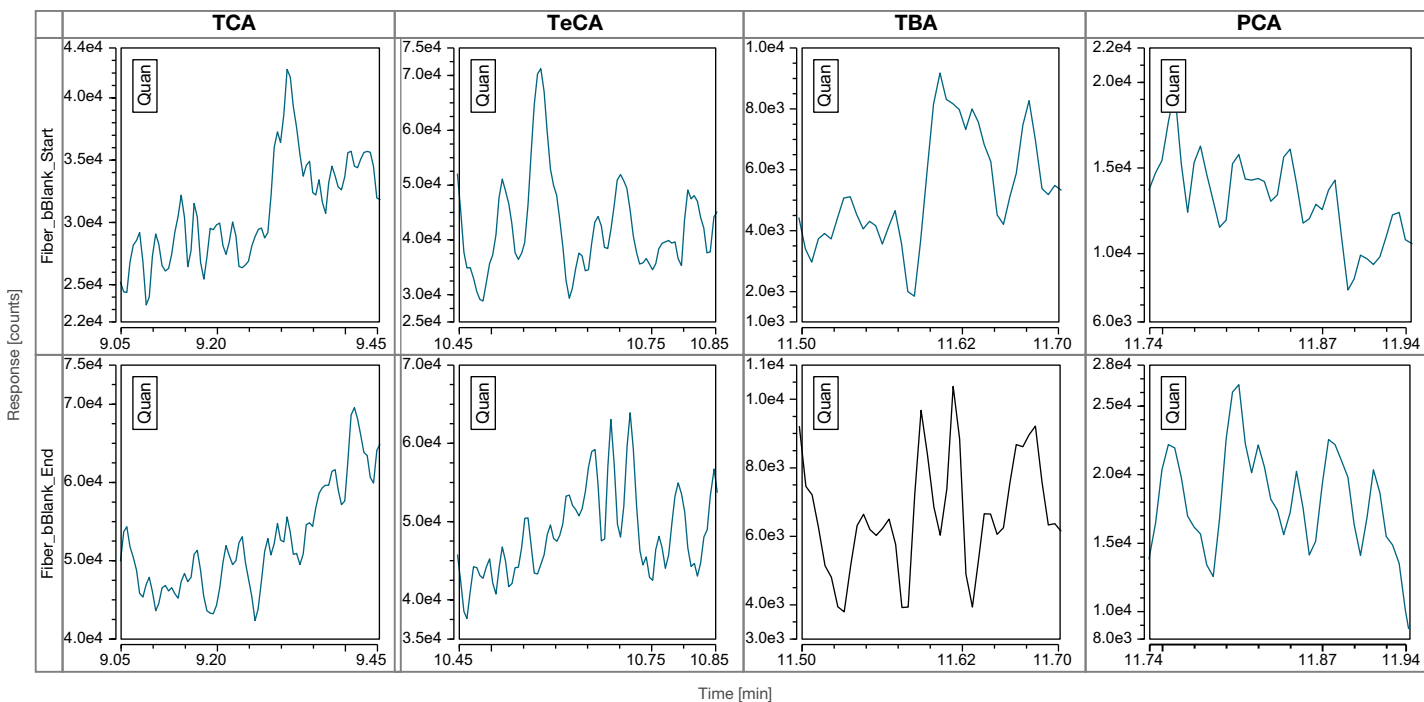 TCA TeCA TBA PCA
Response [counts]
Fiber_bBlank_Start
Quan
4.4e4
4.0e4
3.5e4
3.0e4
2.5e4
2.2e4
9.05 9.20 9.45
Quan
7.5e4
7.0e4
6.0e4
5.0e4
4.0e4
3.0e4
2.5e4
10.45 10.75 10.85
Quan
1.0e4
8.0e3
6.0e3
4.0e3
2.0e3
1.0e3
11.50 11.62 11.70
Quan
2.2e4
2.0e4
1.5e4
1.0e4
6.0e3
11.74 11.87 11.94
Fiber_bBlank_End
Quan
7.5e4
7.0e4
6.0e4
5.0e4
4.0e4
9.05 9.20 9.45
Quan
7.0e4
6.0e4
5.0e4
4.0e4
3.5e4
10.45 10.75 10.85
Quan
1.1e4
1.0e4
8.0e3
6.0e3
4.0e3
3.0e3
11.50 11.62 11.70
Quan
2.8e4
2.5e4
2.0e4
1.5e4
1.0e4
8.0e3
11.74 11.87 11.94
Time [min]